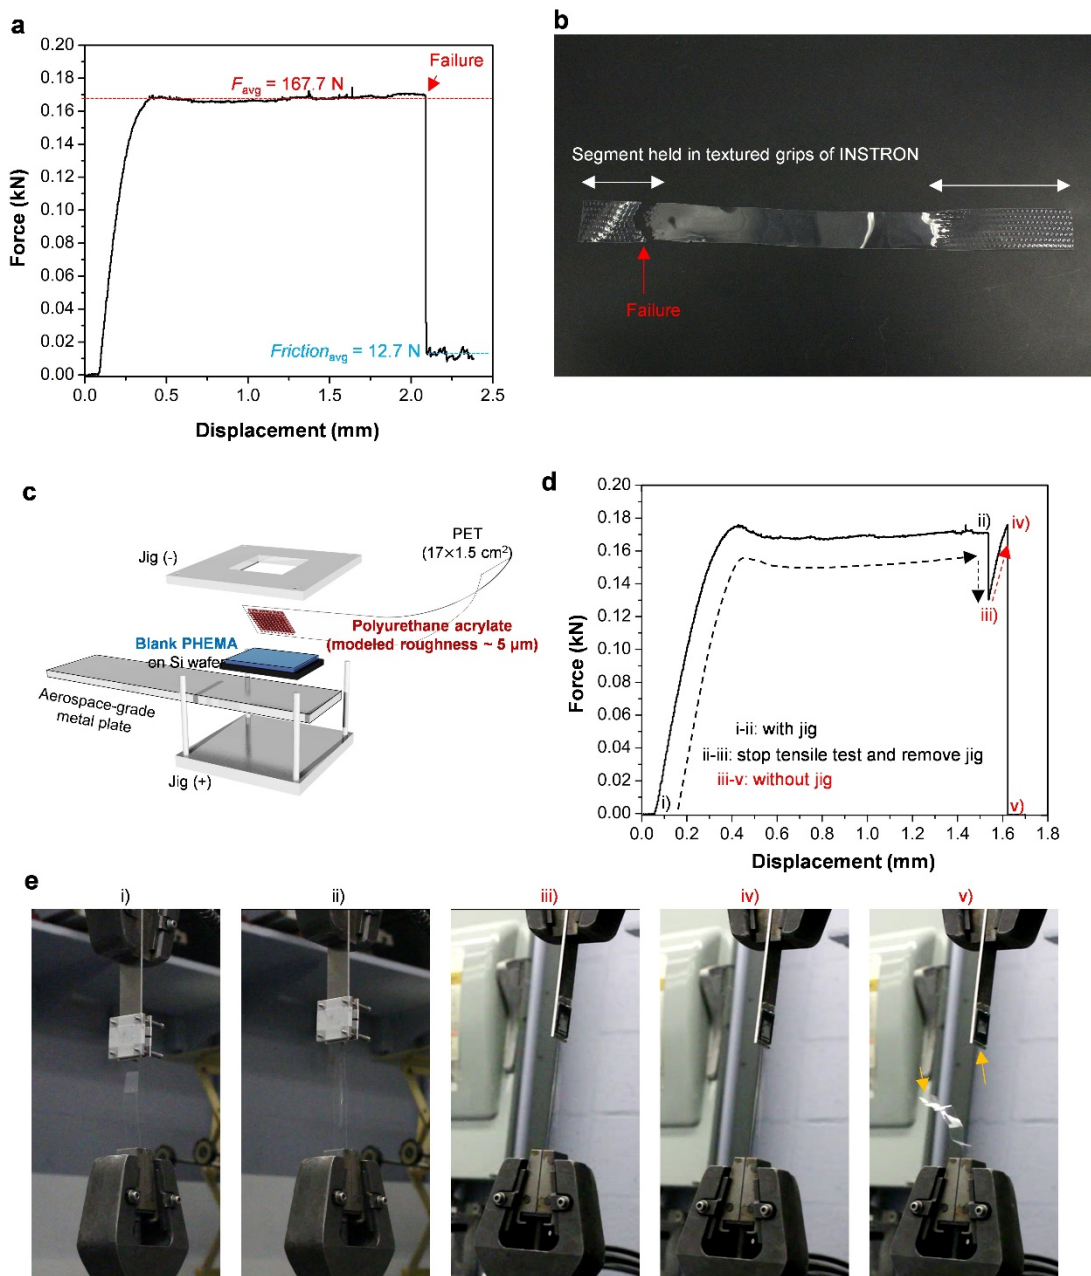 a
0.20
0.18
0.16
0.14
0.12
0.10
0.08
0.06
0.04
0.02
0.00
Force (kN)
Failure
Favg = 167.7 N
Frictionavg = 12.7 N
0.0
0.5
1.0
1.5
2.0
2.5
Displacement (mm)
b
Segment held in textured grips of INSTRON
Failure
c
Jig (-)
PET
(17×1.5 cm²)
Polyurethane acrylate
(modeled roughness ~ 5 μm)
Blank PHEMA
on Si wafer
Aerospace-grade
metal plate
Jig (+)
d
0.20
0.18
0.16
0.14
0.12
0.10
0.08
0.06
0.04
0.02
0.00
Force (kN)
ii)
iv)
iii)
i-ii: with jig
ii-iii: stop tensile test and remove jig
iii-v: without jig
i)
v)
0.0
0.2
0.4
0.6
0.8
1.0
1.2
1.4
1.6
1.8
Displacement (mm)
e
i)
ii)
iii)
iv)
v)